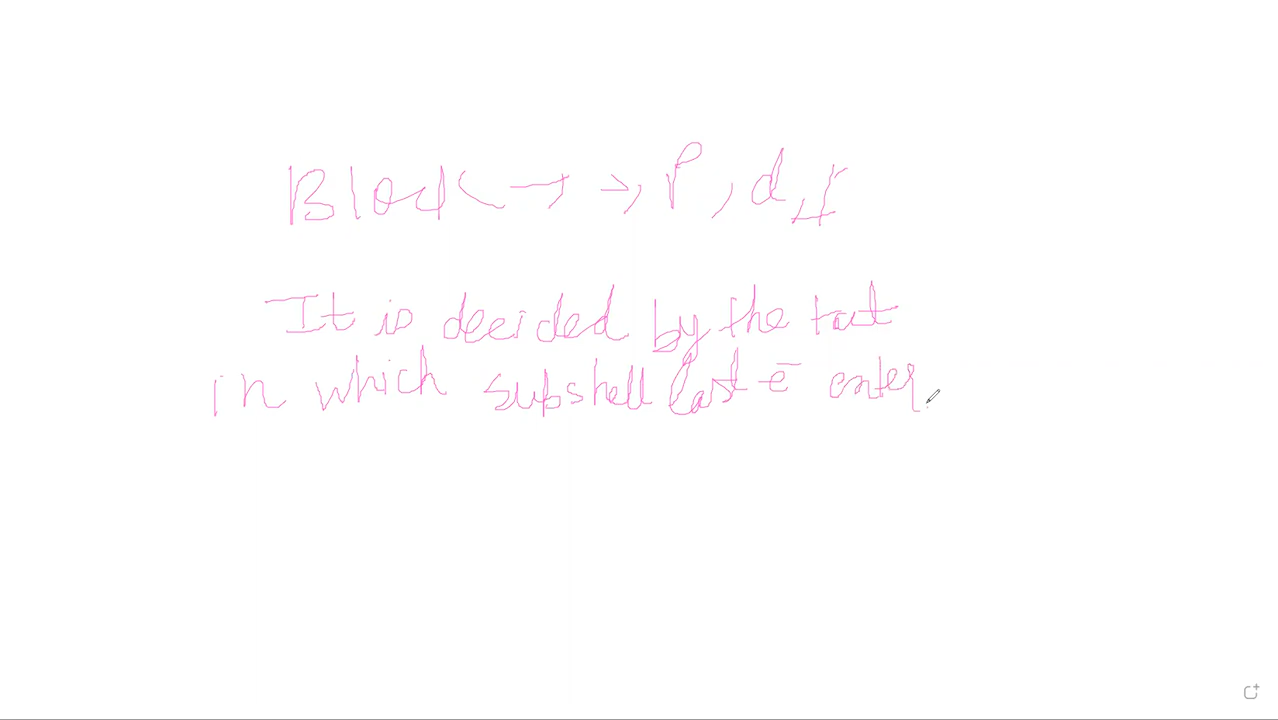 Block → s, p, d, f
It is decided by the fact
in which subshell last e⁻ enter.